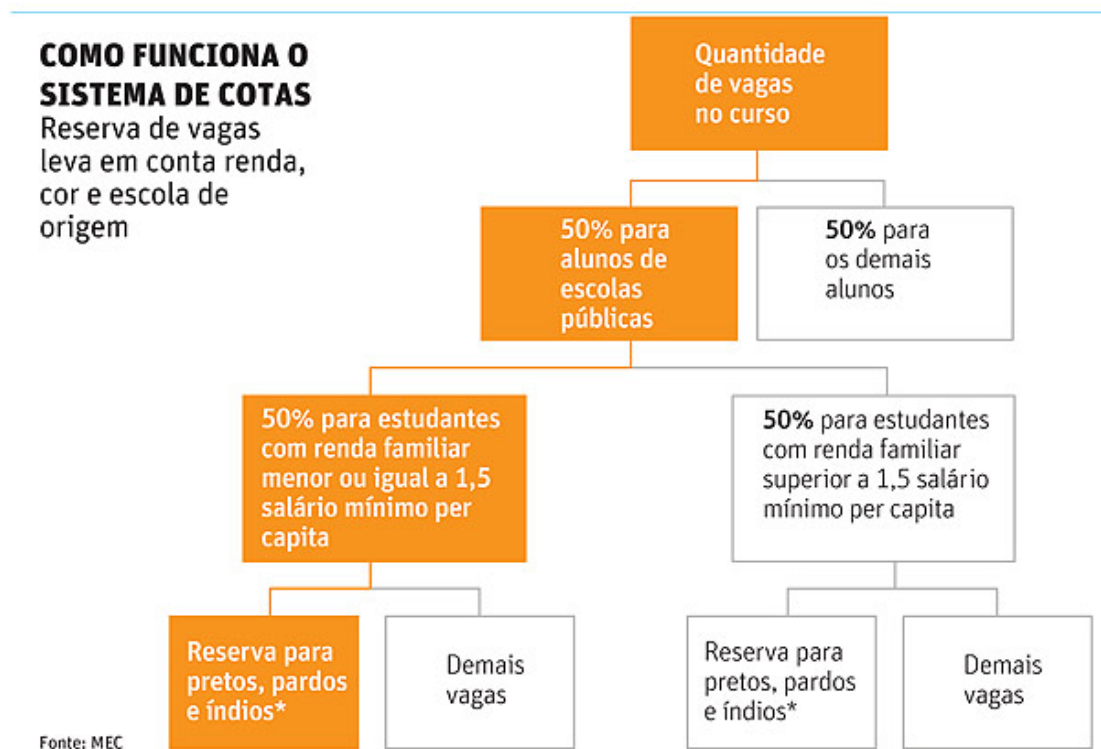 COMO FUNCIONA O
SISTEMA DE COTAS
Reserva de vagas
leva em conta renda,
cor e escola de
origem
Quantidade
de vagas
no curso
50% para
alunos de
escolas
públicas
50% para
os demais
alunos
50% para estudantes
com renda familiar
menor ou igual a 1,5
salário mínimo per
capita
50% para estudantes
com renda familiar
superior a 1,5 salário
mínimo per capita
Reserva para
pretos, pardos
e índios*
Demais
vagas
Reserva para
pretos, pardos
e índios*
Demais
vagas
Fonte: MEC